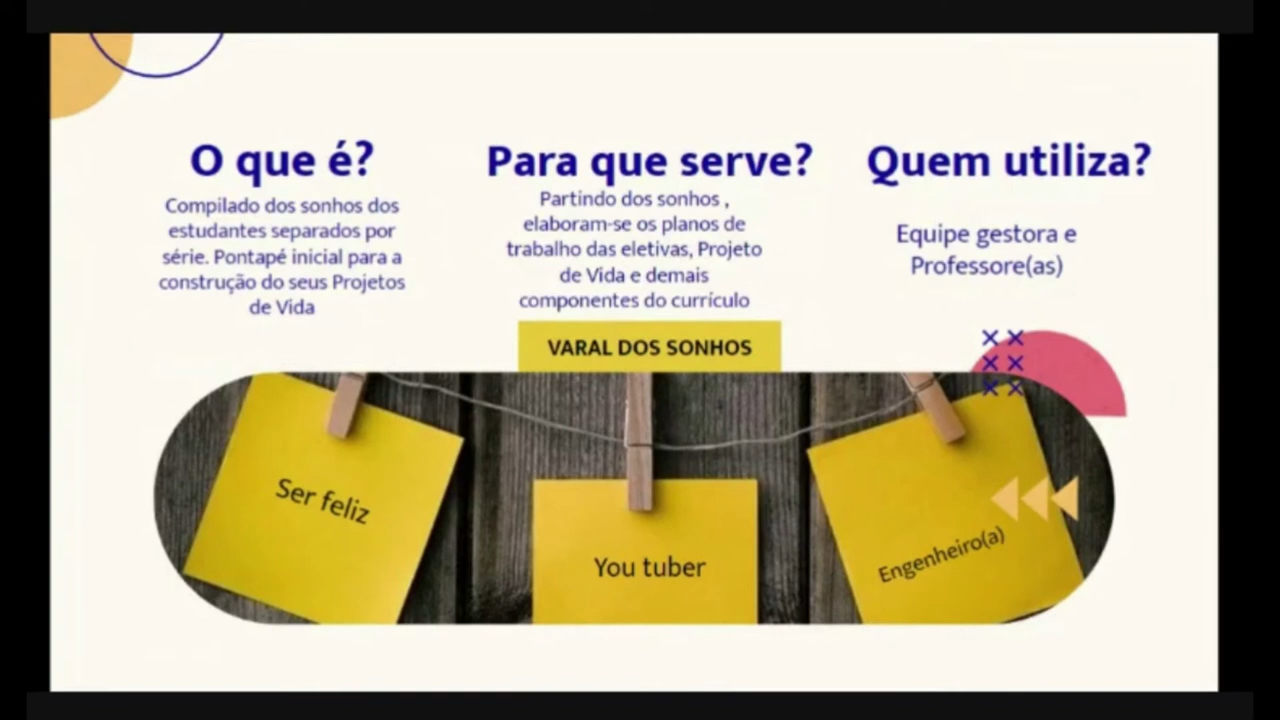 O que é?
Compilado dos sonhos dos
estudantes separados por
série. Pontapé inicial para a
construção do seus Projetos
de Vida
Para que serve?
Partindo dos sonhos ,
elaboram-se os planos de
trabalho das eletivas, Projeto
de Vida e demais
componentes do currículo
Quem utiliza?
Equipe gestora e
Professore(as)
VARAL DOS SONHOS
Ser feliz
You tuber
Engenheiro(a)